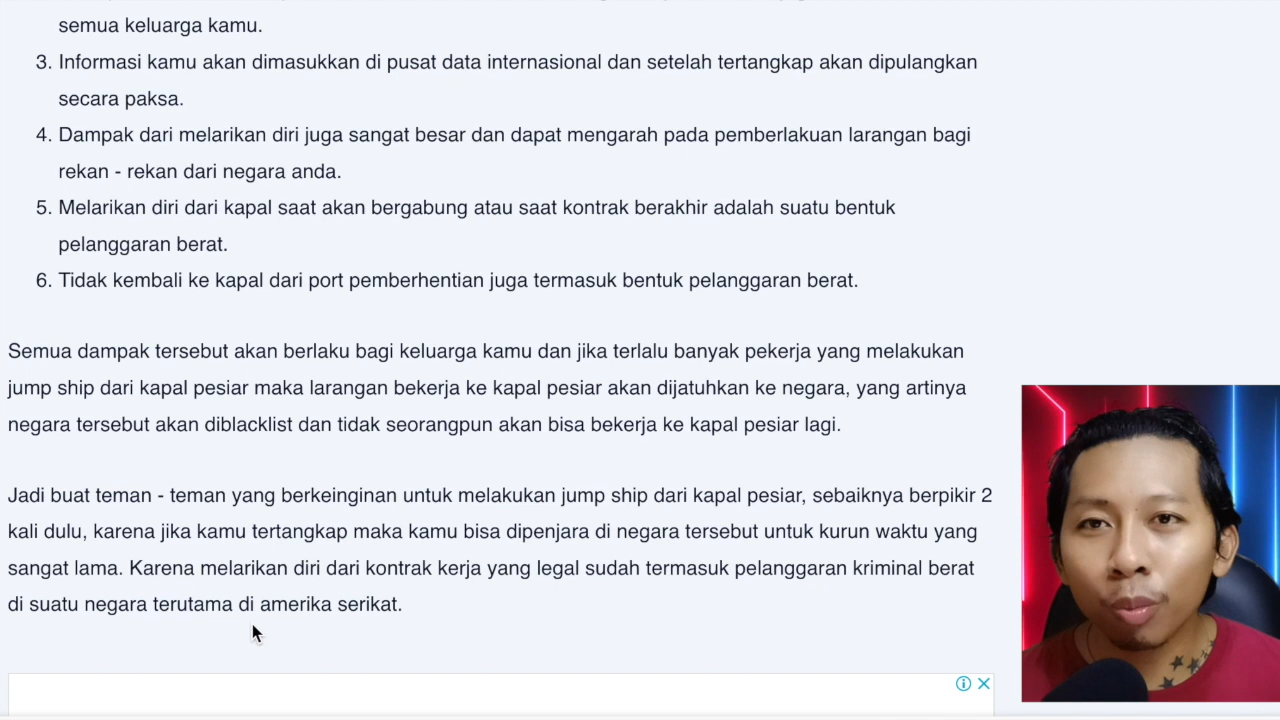 semua keluarga kamu.
3. Informasi kamu akan dimasukkan di pusat data internasional dan setelah tertangkap akan dipulangkan
secara paksa.
4. Dampak dari melarikan diri juga sangat besar dan dapat mengarah pada pemberlakuan larangan bagi
rekan - rekan dari negara anda.
5. Melarikan diri dari kapal saat akan bergabung atau saat kontrak berakhir adalah suatu bentuk
pelanggaran berat.
6. Tidak kembali ke kapal dari port pemberhentian juga termasuk bentuk pelanggaran berat.
Semua dampak tersebut akan berlaku bagi keluarga kamu dan jika terlalu banyak pekerja yang melakukan
jump ship dari kapal pesiar maka larangan bekerja ke kapal pesiar akan dijatuhkan ke negara, yang artinya
negara tersebut akan diblacklist dan tidak seorangpun akan bisa bekerja ke kapal pesiar lagi.
Jadi buat teman - teman yang berkeinginan untuk melakukan jump ship dari kapal pesiar, sebaiknya berpikir 2
kali dulu, karena jika kamu tertangkap maka kamu bisa dipenjara di negara tersebut untuk kurun waktu yang
sangat lama. Karena melarikan diri dari kontrak kerja yang legal sudah termasuk pelanggaran kriminal berat
di suatu negara terutama di amerika serikat.